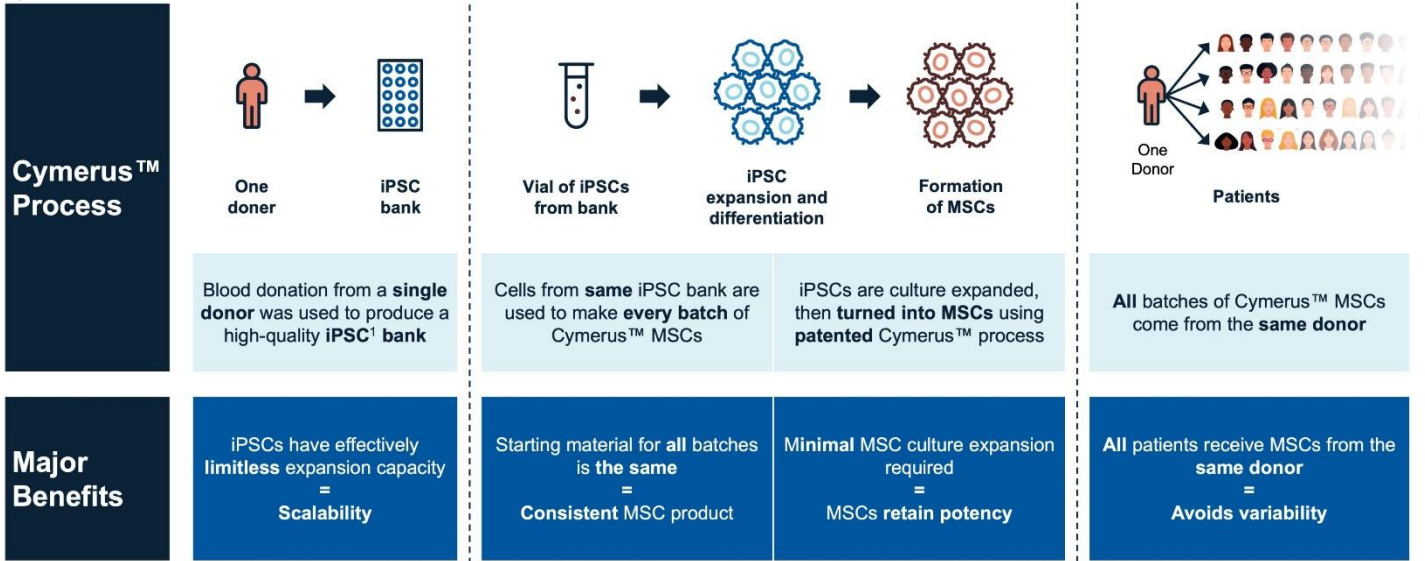 Cymerus™
Process
One
doner
iPSC
bank
Vial of iPSCs
from bank
iPSC
expansion and
differentiation
Formation
of MSCs
One
Donor
Patients
Blood donation from a single
donor was used to produce a
high-quality iPSC¹ bank
Cells from same iPSC bank are
used to make every batch of
Cymerus™ MSCs
iPSCs are culture expanded,
then turned into MSCs using
patented Cymerus™ process
All batches of Cymerus™ MSCs
come from the same donor
Major
Benefits
iPSCs have effectively
limitless expansion capacity
=
Scalability
Starting material for all batches
is the same
=
Consistent MSC product
Minimal MSC culture expansion
required
=
MSCs retain potency
All patients receive MSCs from the
same donor
=
Avoids variability